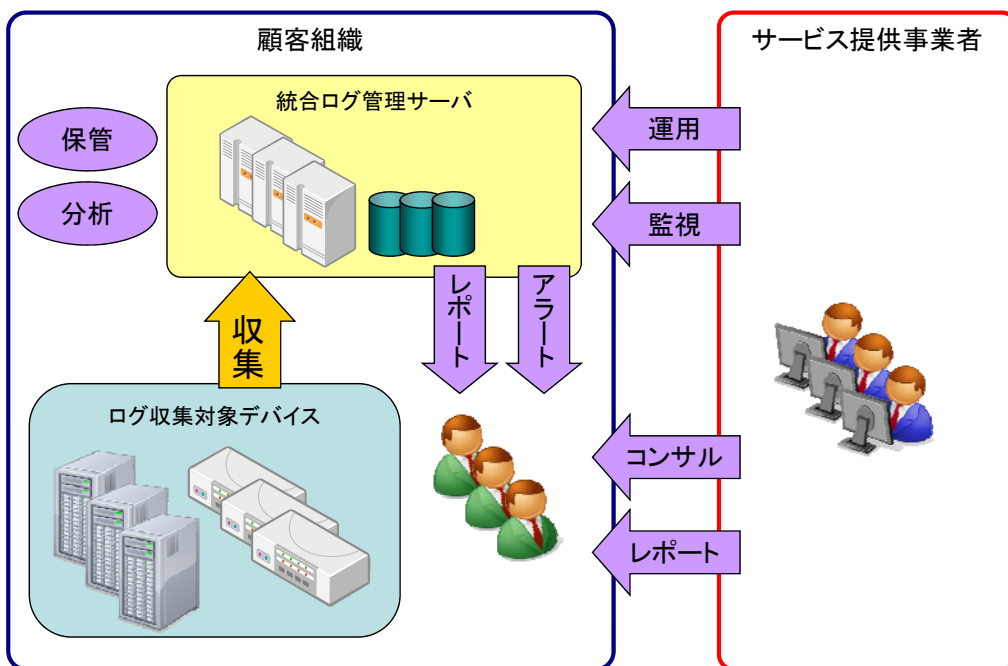 顧客組織
サービス提供事業者
統合ログ管理サーバ
保管
分析
運用
監視
レポート
アラート
収集
ログ収集対象デバイス
コンサル
レポート